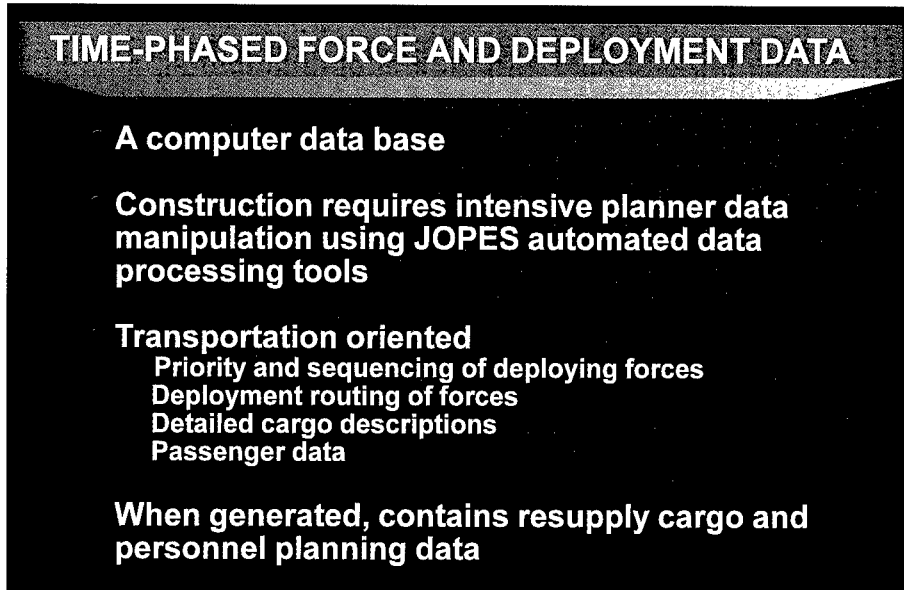 TIME-PHASED FORCE AND DEPLOYMENT DATA
A computer data base
Construction requires intensive planner data
manipulation using JOPES automated data
processing tools
Transportation oriented
Priority and sequencing of deploying forces
Deployment routing of forces
Detailed cargo descriptions
Passenger data
When generated, contains resupply cargo and
personnel planning data